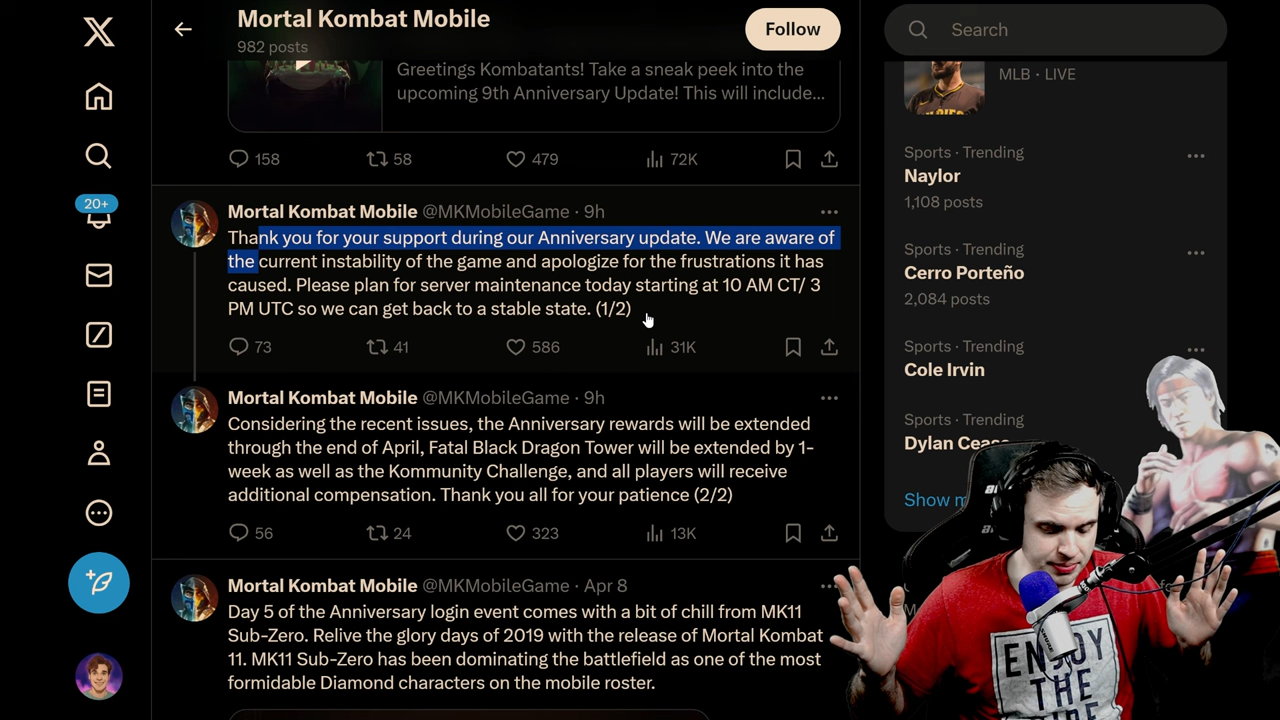 Mortal Kombat Mobile
982 posts
Follow
Search
Greetings Kombatants! Take a sneak peek into the
upcoming 9th Anniversary Update! This will include...
158 58 479 72K
20+
Mortal Kombat Mobile @MKMobileGame · 9h
Thank you for your support during our Anniversary update. We are aware of
the current instability of the game and apologize for the frustrations it has
caused. Please plan for server maintenance today starting at 10 AM CT/ 3
PM UTC so we can get back to a stable state. (1/2)
73 41 586 31K
Mortal Kombat Mobile @MKMobileGame · 9h
Considering the recent issues, the Anniversary rewards will be extended
through the end of April, Fatal Black Dragon Tower will be extended by 1-
week as well as the Kommunity Challenge, and all players will receive
additional compensation. Thank you all for your patience (2/2)
56 24 323 13K
Mortal Kombat Mobile @MKMobileGame · Apr 8
Day 5 of the Anniversary login event comes with a bit of chill from MK11
Sub-Zero. Relive the glory days of 2019 with the release of Mortal Kombat
11. MK11 Sub-Zero has been dominating the battlefield as one of the most
formidable Diamond characters on the mobile roster.
MLB · LIVE
Sports · Trending
Naylor
1,108 posts
Sports · Trending
Cerro Porteño
2,084 posts
Sports · Trending
Cole Irvin
Sports · Trending
Dylan
Show
ENJOY
THE